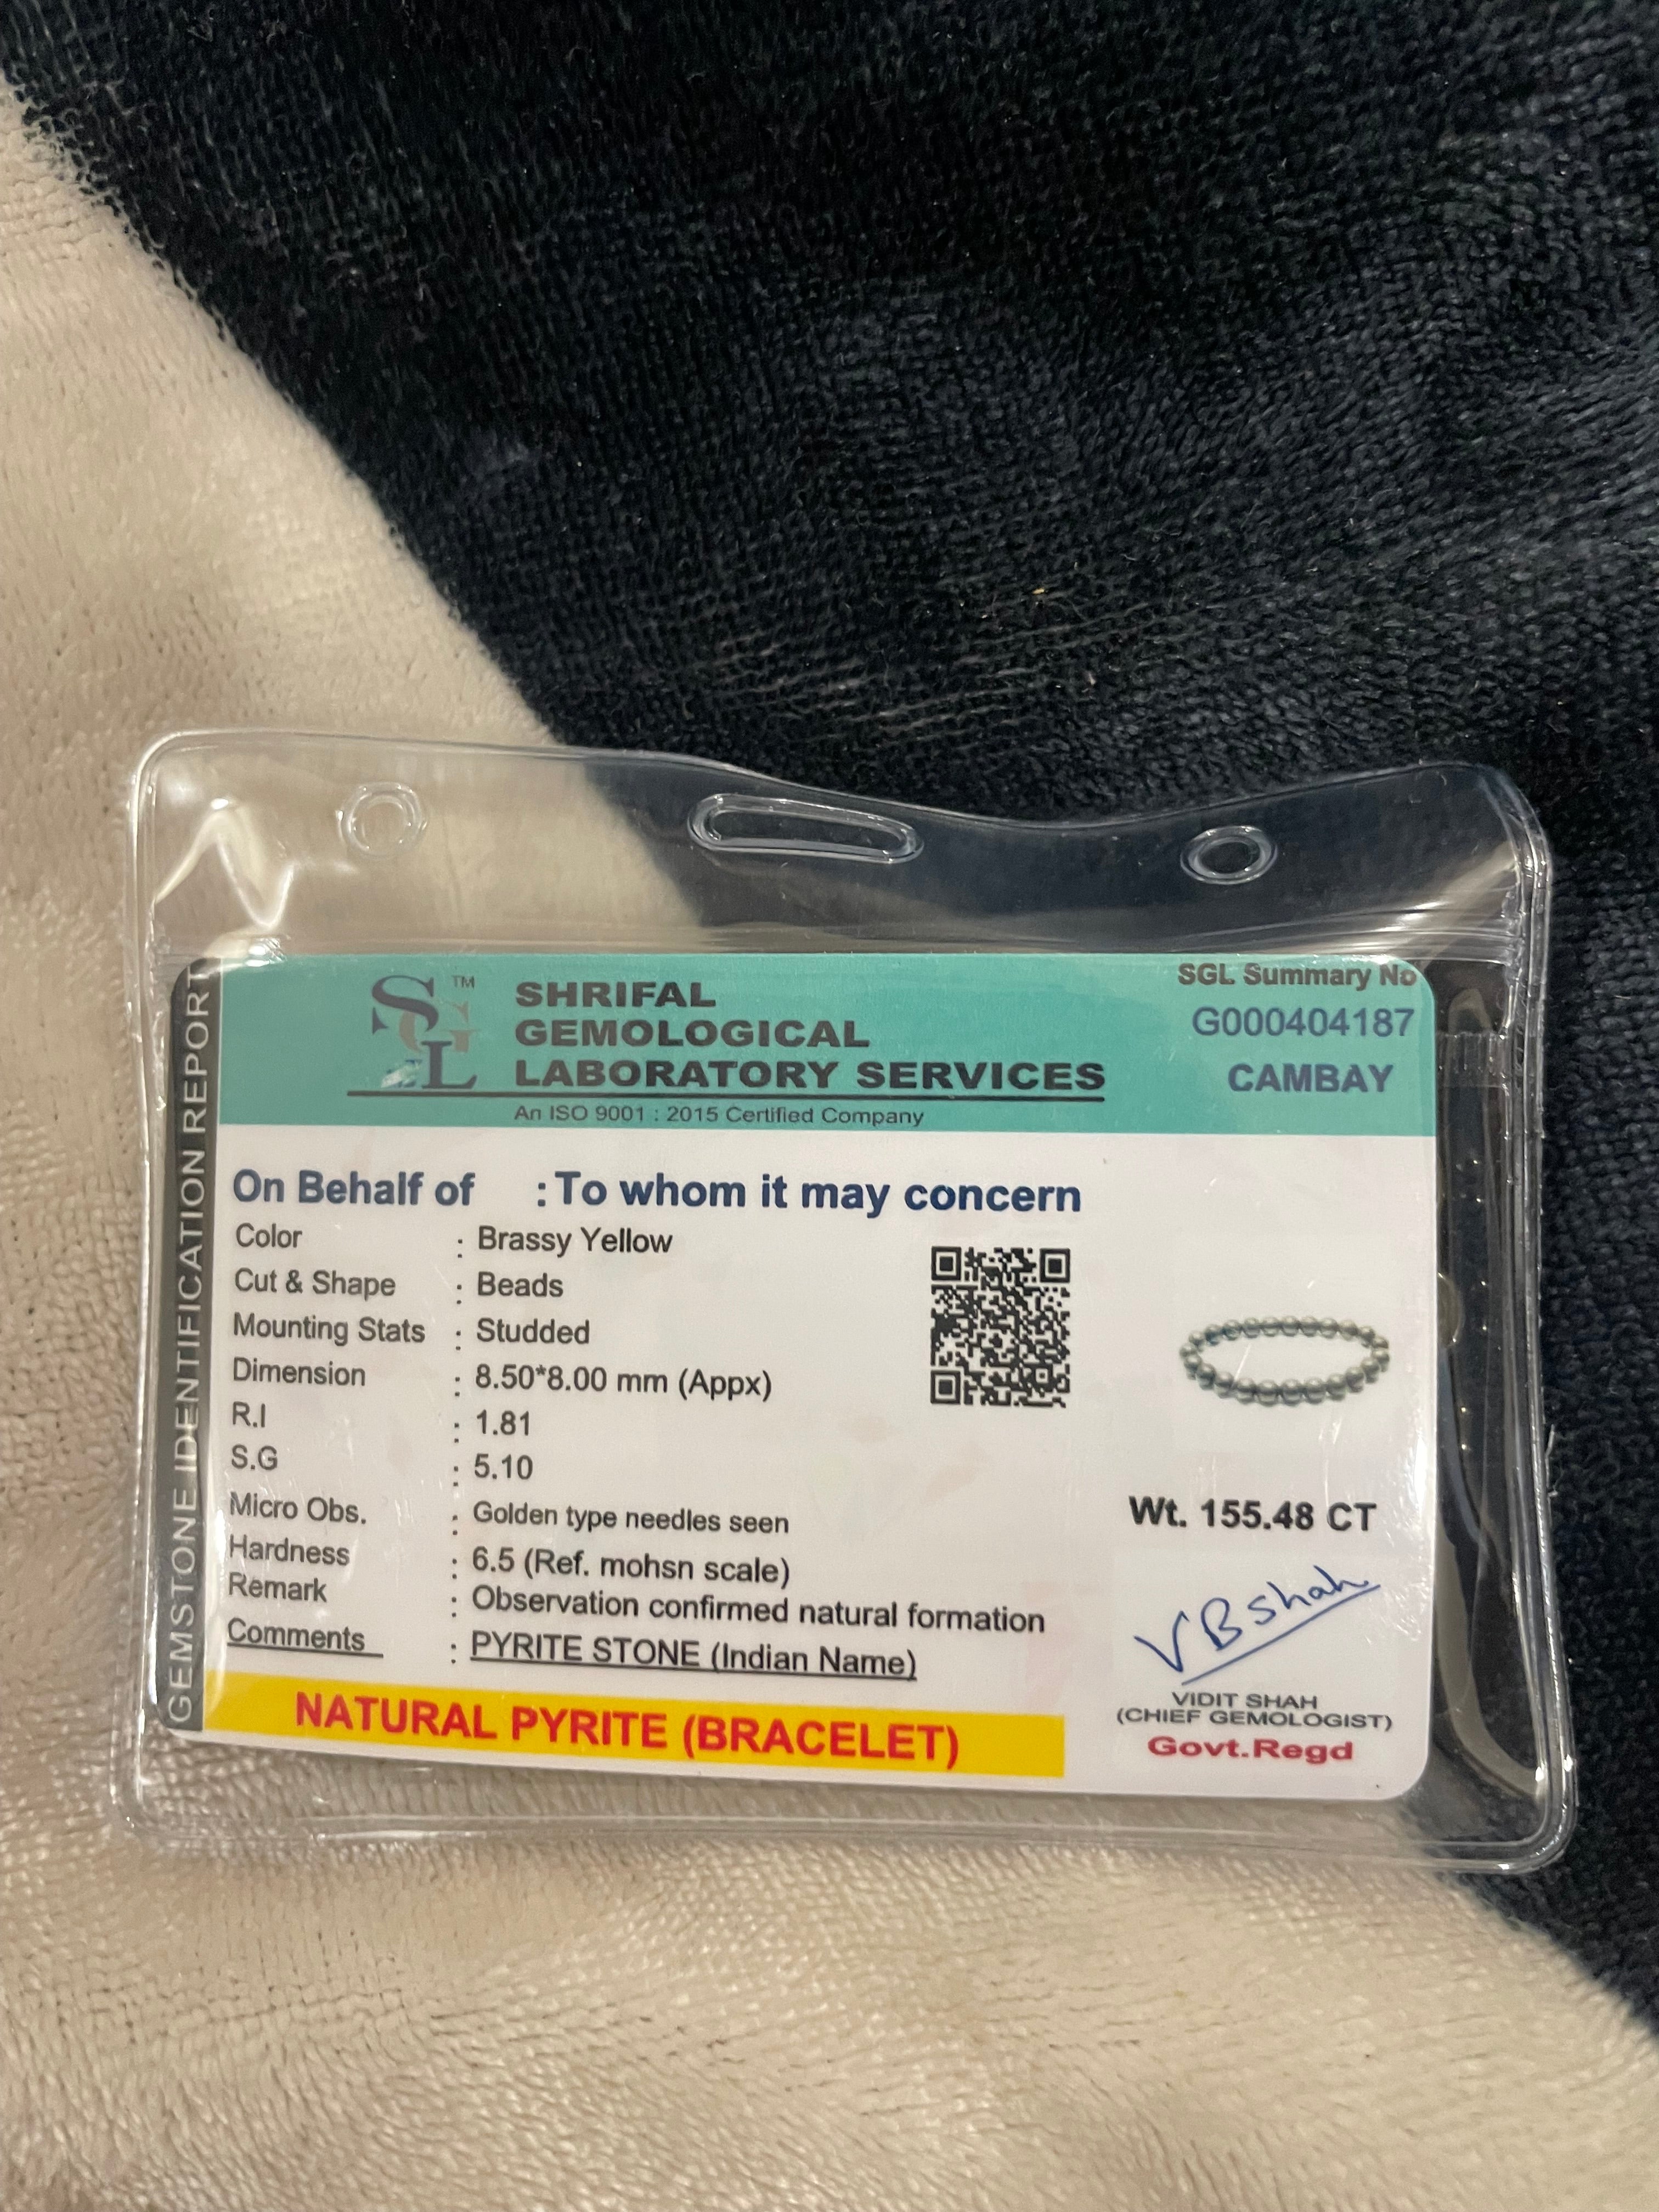 GEMSTONE IDENTIFICATION REPORT
SGL TM
SHRIFAL
GEMOLOGICAL
LABORATORY SERVICES
An ISO 9001 : 2015 Certified Company
SGL Summary No
G000404187
CAMBAY
On Behalf of : To whom it may concern
Color : Brassy Yellow
Cut & Shape : Beads
Mounting Stats : Studded
Dimension : 8.50*8.00 mm (Appx)
R.I : 1.81
S.G : 5.10
Micro Obs. : Golden type needles seen
Hardness : 6.5 (Ref. mohsn scale)
Remark : Observation confirmed natural formation
Comments : PYRITE STONE (Indian Name)
NATURAL PYRITE (BRACELET)
Wt. 155.48 CT
VBshah
VIDIT SHAH
(CHIEF GEMOLOGIST)
Govt.Regd